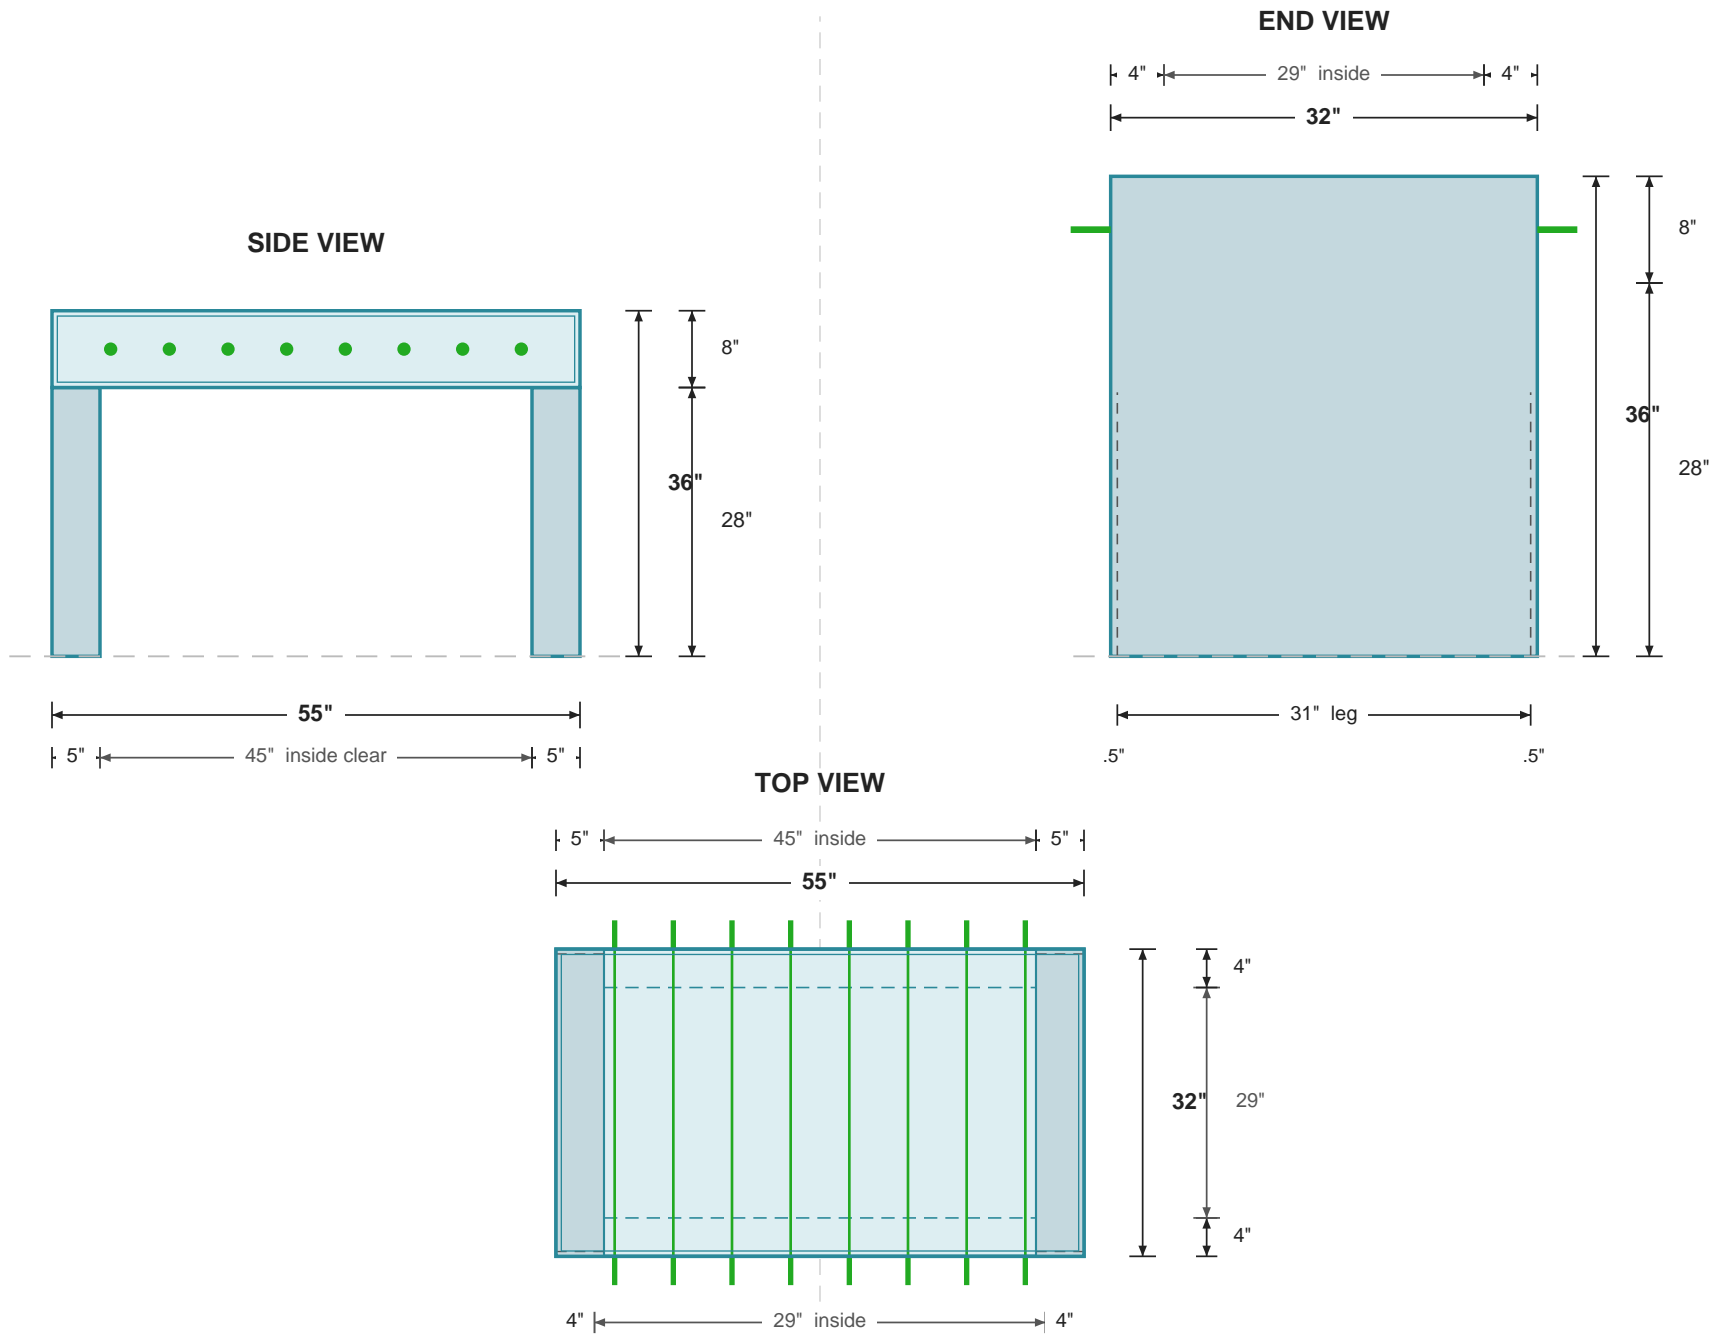 END VIEW
4" 29" inside 4"
32"
8"
36"
28"
31" leg
.5" .5"
SIDE VIEW
8"
36"
28"
55"
5" 45" inside clear 5"
TOP VIEW
5" 45" inside 5"
55"
4"
32" 29"
4"
4" 29" inside 4"